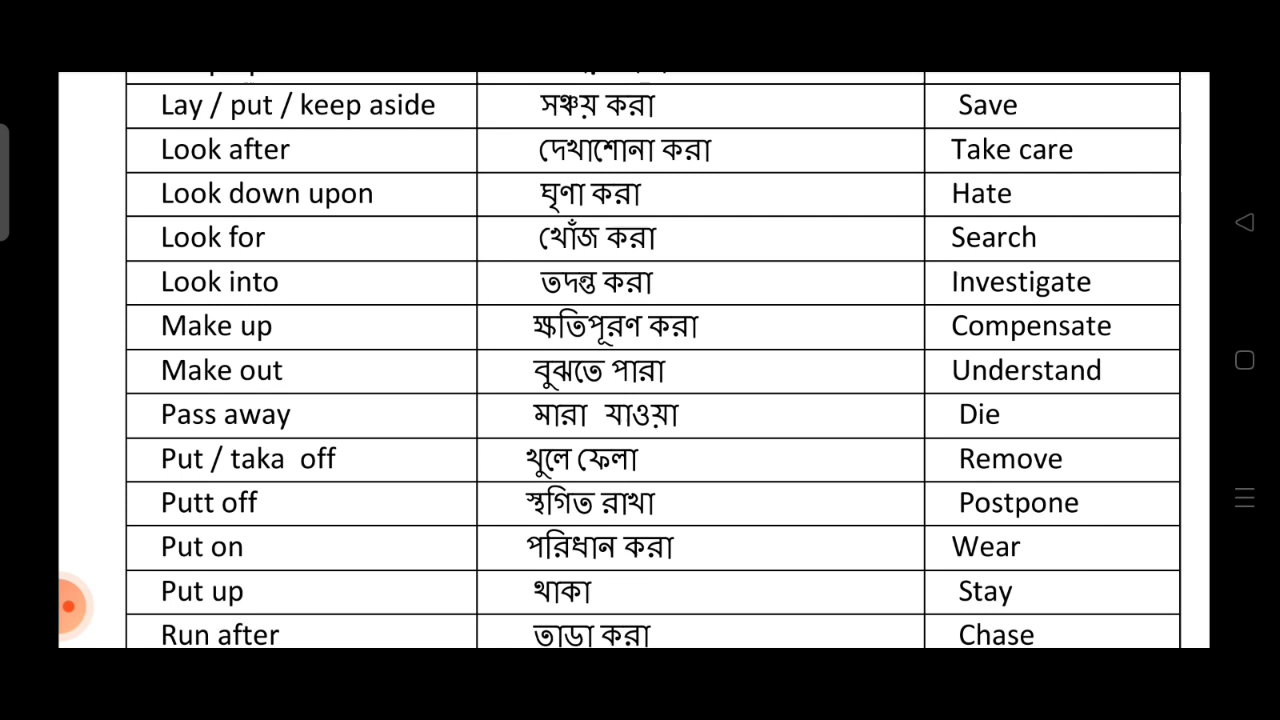 Lay / put / keep aside সঞ্চয় করা Save
Look after দেখাশোনা করা Take care
Look down upon ঘৃণা করা Hate
Look for খোঁজ করা Search
Look into তদন্ত করা Investigate
Make up ক্ষতিপূরণ করা Compensate
Make out বুঝতে পারা Understand
Pass away মারা যাওয়া Die
Put / taka off খুলে ফেলা Remove
Putt off স্থগিত রাখা Postpone
Put on পরিধান করা Wear
Put up থাকা Stay
Run after তাড়া করা Chase